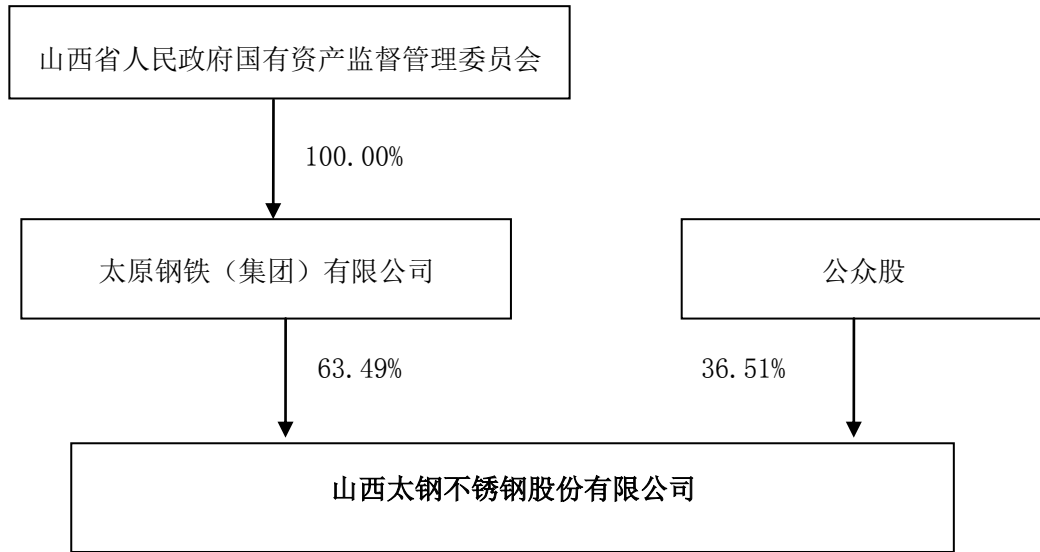 山西省人民政府国有资产监督管理委员会
100.00%
太原钢铁（集团）有限公司
公众股
63.49%
36.51%
山西太钢不锈钢股份有限公司